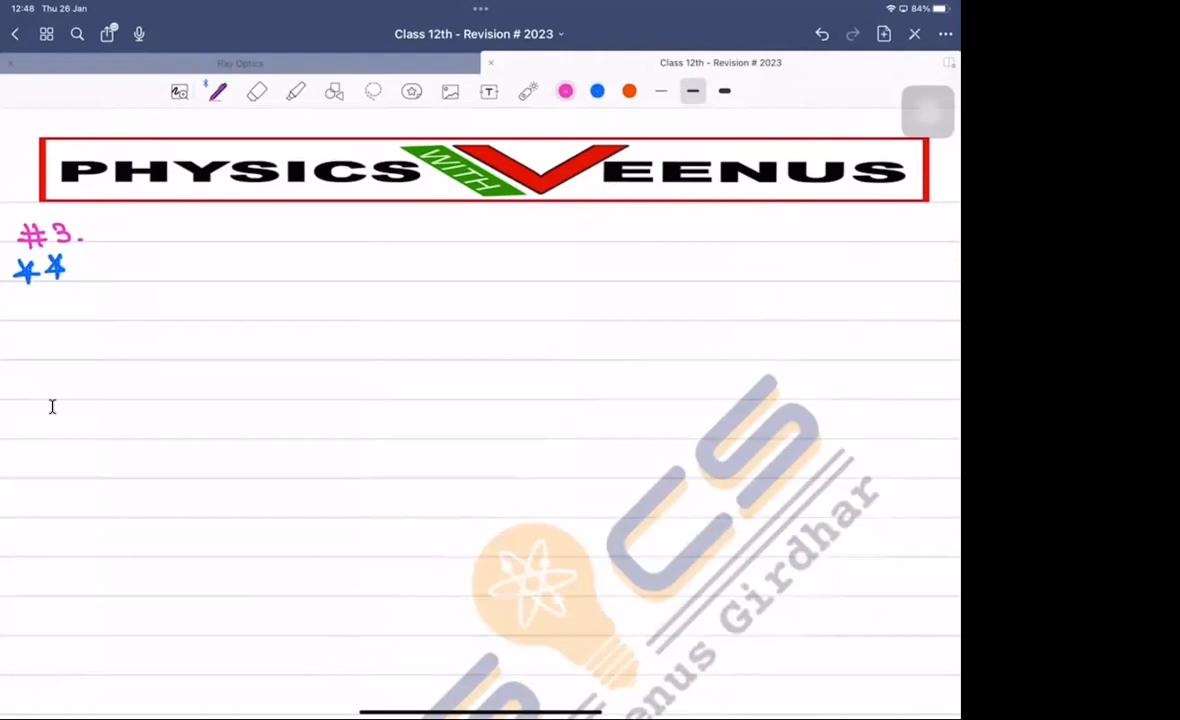 12:48 Thu 26 Jan
84%
Class 12th - Revision # 2023
Ray Optics
Class 12th - Revision # 2023
T
PHYSICS WITH VEENUS
#3.
CS
Veenus Girdhar